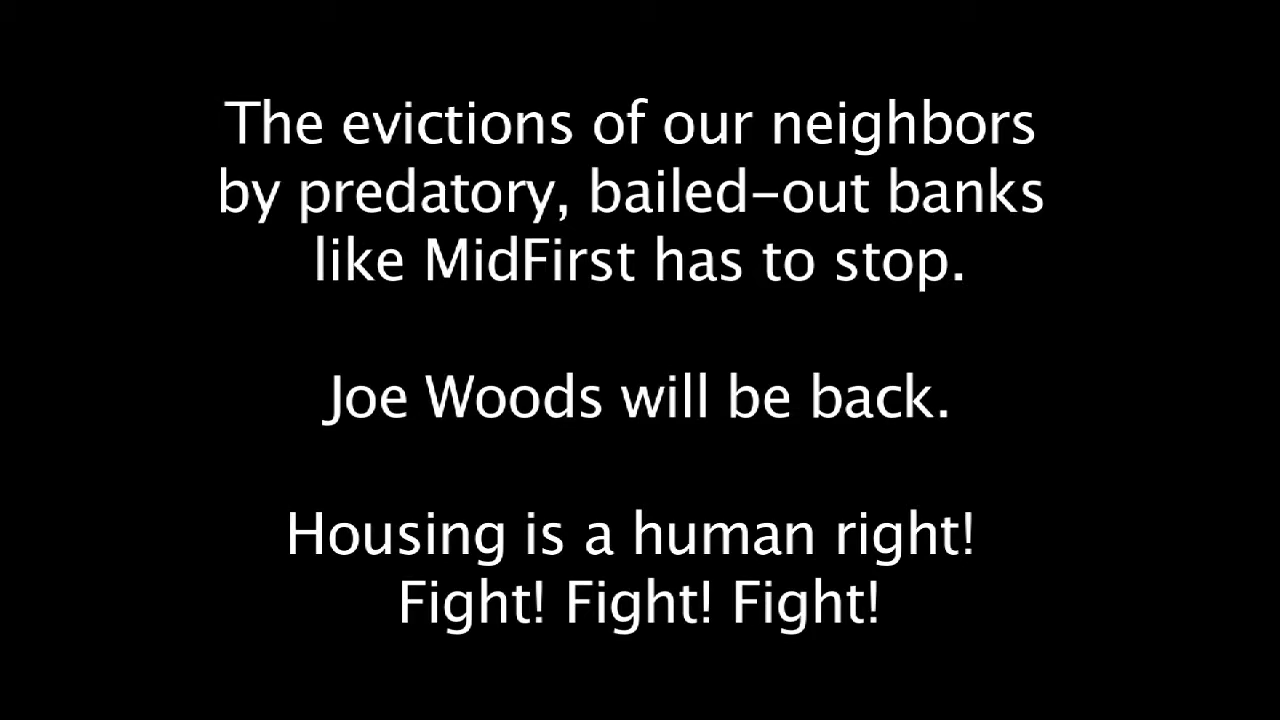 The evictions of our neighbors
by predatory, bailed-out banks
like MidFirst has to stop.
Joe Woods will be back.
Housing is a human right!
Fight! Fight! Fight!